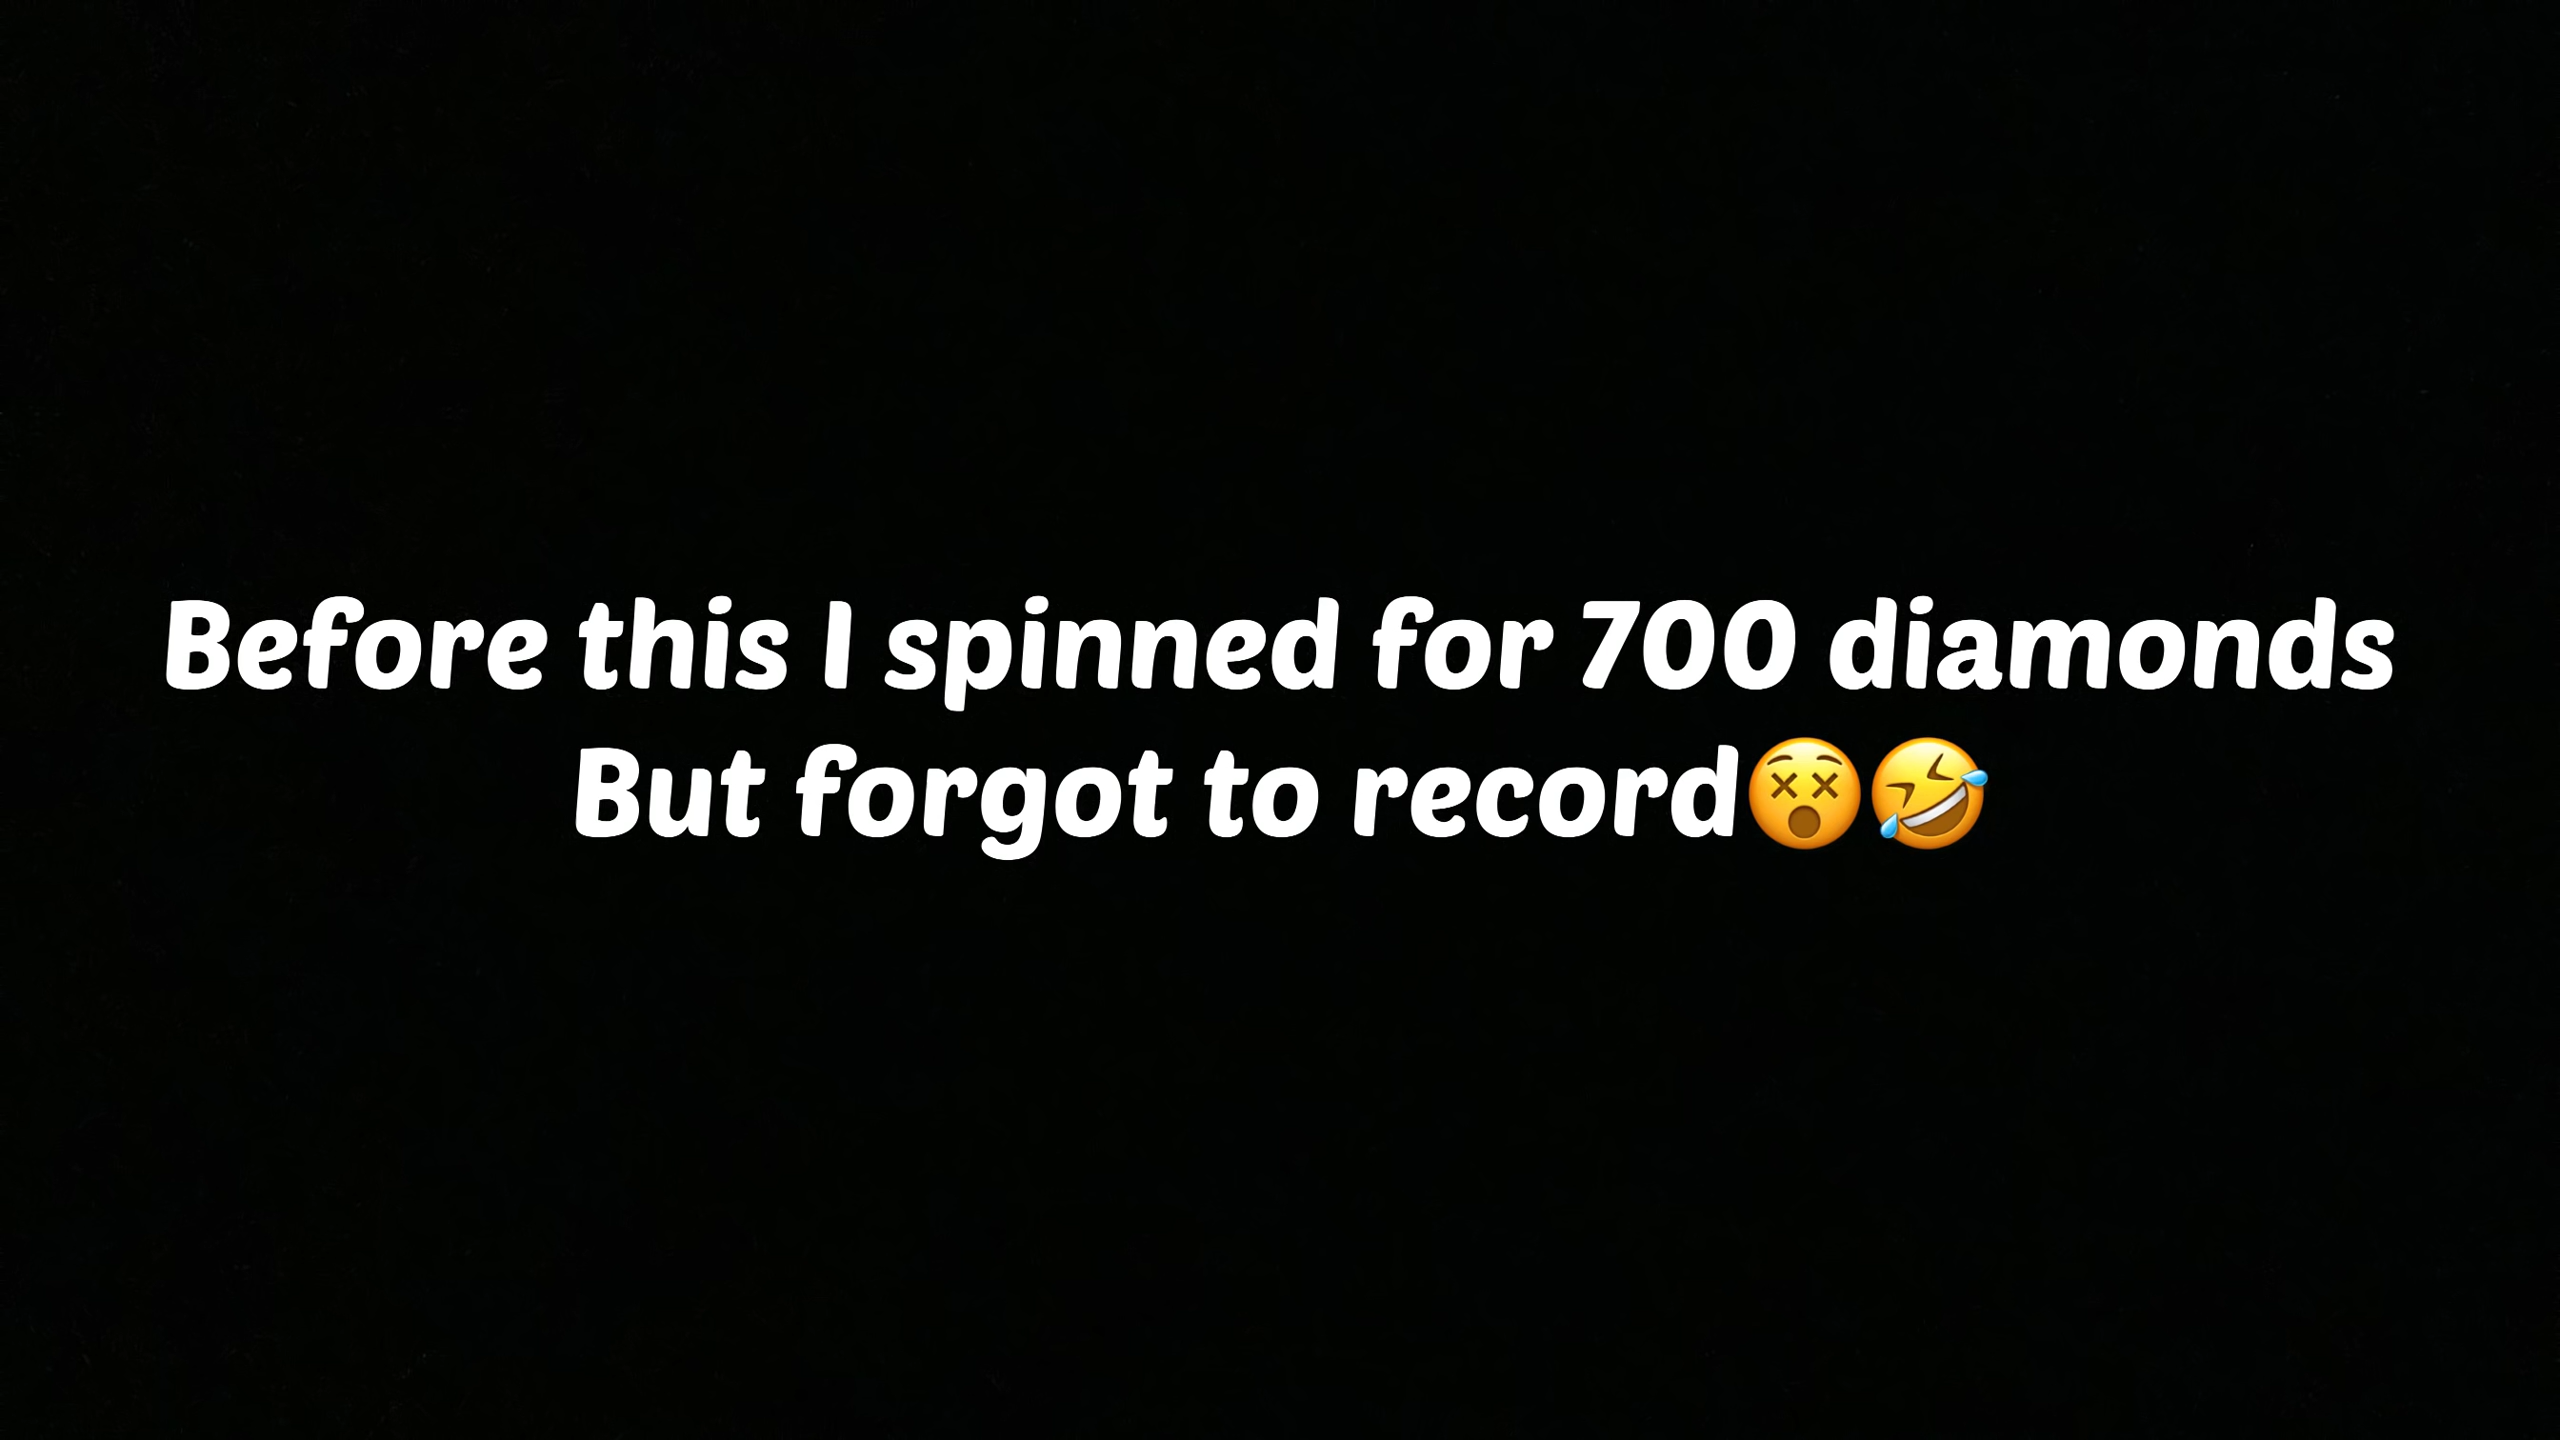 Before this I spinned for 700 diamonds
But forgot to record😵🤣